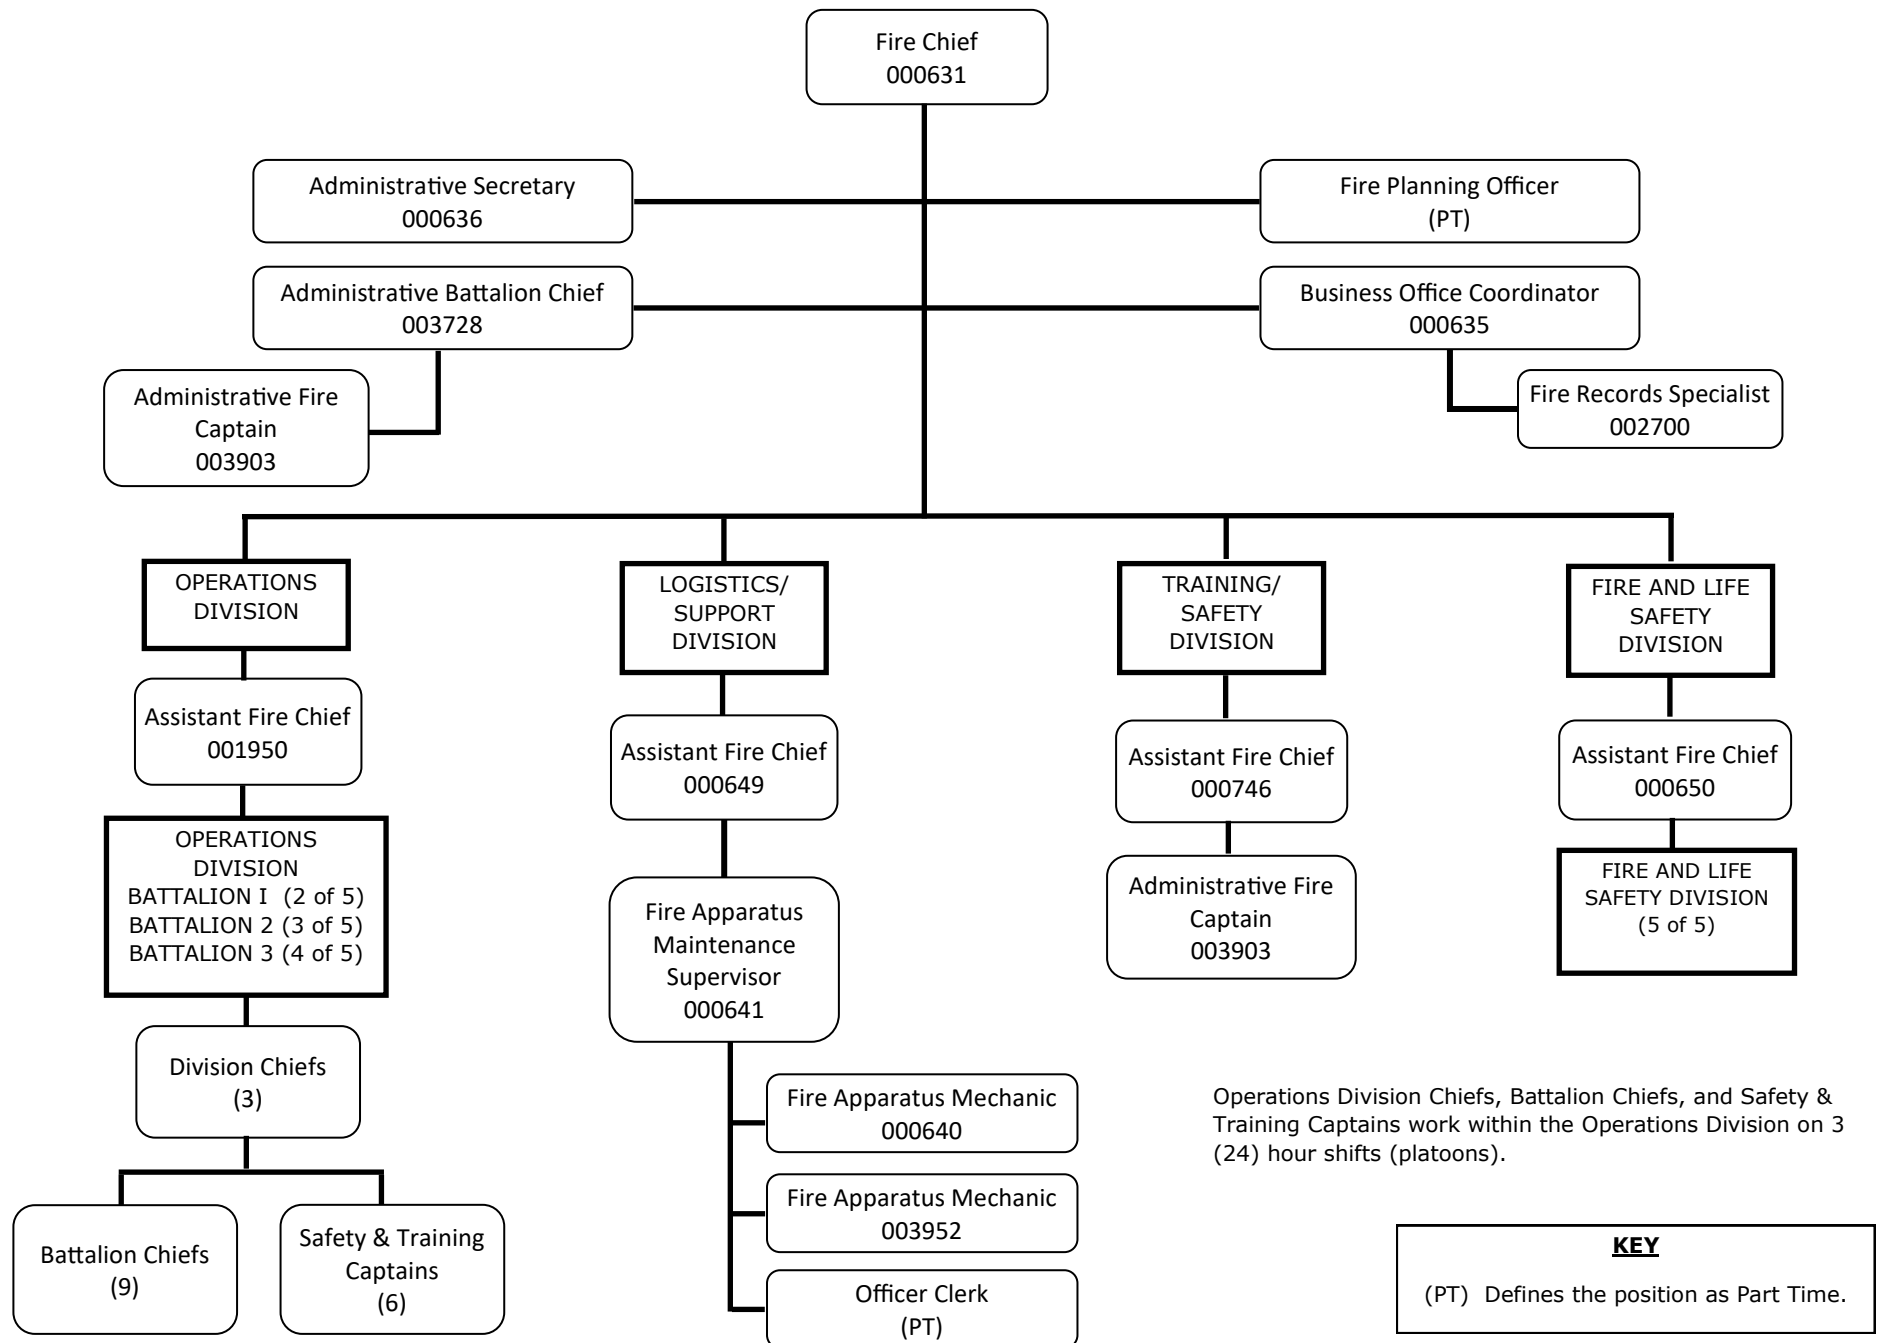 Fire Chief
000631
Administrative Secretary
000636
Fire Planning Officer
(PT)
Administrative Battalion Chief
003728
Business Office Coordinator
000635
Administrative Fire
Captain
003903
Fire Records Specialist
002700
OPERATIONS
DIVISION
LOGISTICS/
SUPPORT
DIVISION
TRAINING/
SAFETY
DIVISION
FIRE AND LIFE
SAFETY
DIVISION
Assistant Fire Chief
001950
Assistant Fire Chief
000649
Assistant Fire Chief
000746
Assistant Fire Chief
000650
OPERATIONS
DIVISION
BATTALION I (2 of 5)
BATTALION 2 (3 of 5)
BATTALION 3 (4 of 5)
Fire Apparatus
Maintenance
Supervisor
000641
Administrative Fire
Captain
003903
FIRE AND LIFE
SAFETY DIVISION
(5 of 5)
Division Chiefs
(3)
Battalion Chiefs
(9)
Safety & Training
Captains
(6)
Fire Apparatus Mechanic
000640
Fire Apparatus Mechanic
003952
Officer Clerk
(PT)
Operations Division Chiefs, Battalion Chiefs, and Safety &
Training Captains work within the Operations Division on 3
(24) hour shifts (platoons).
KEY
(PT) Defines the position as Part Time.